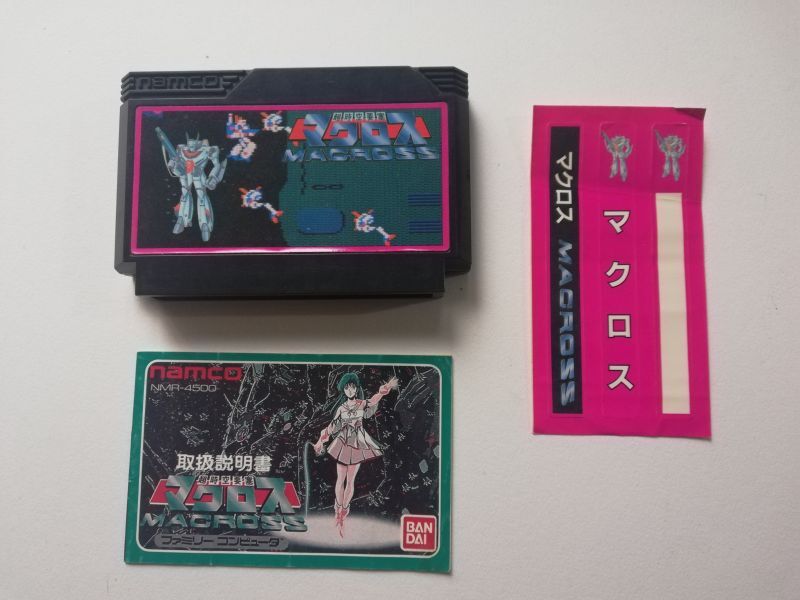 namco
超時空要塞
マクロス
MACROSS
マクロス MACROSS
マクロス
namco
NMR-4500
取扱説明書
超時空要塞
マクロス
MACROSS
ファミリー コンピュータ
BAN
DAI